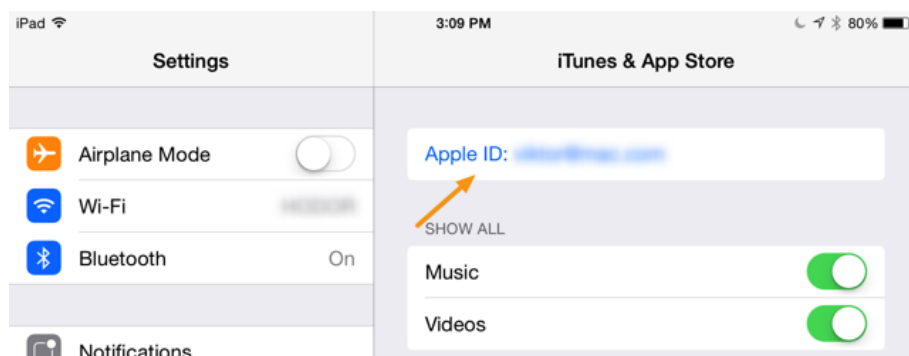 iPad 3:09 PM 80%
Settings
iTunes & App Store
Airplane Mode
Wi-Fi
Bluetooth On
Notifications
Apple ID:
SHOW ALL
Music
Videos